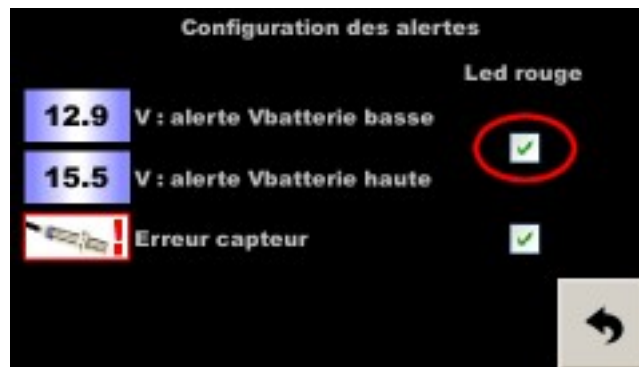 Configuration des alertes
Led rouge
12.9 V : alerte Vbatterie basse
15.5 V : alerte Vbatterie haute
Erreur capteur